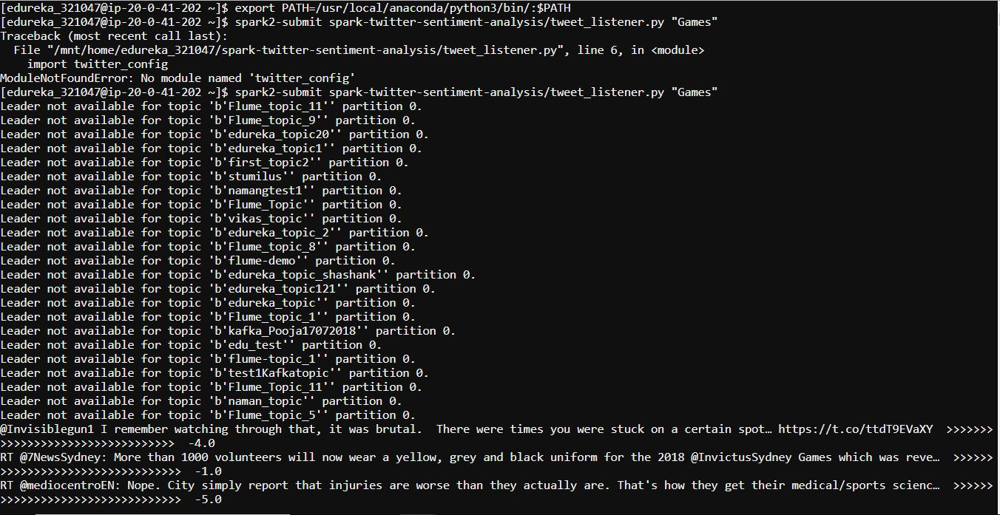 [edureka_321047@ip-20-0-41-202 ~]$ export PATH=/usr/local/anaconda/python3/bin/:$PATH
[edureka_321047@ip-20-0-41-202 ~]$ spark2-submit spark-twitter-sentiment-analysis/tweet_listener.py "Games"
Traceback (most recent call last):
  File "/mnt/home/edureka_321047/spark-twitter-sentiment-analysis/tweet_listener.py", line 6, in <module>
    import twitter_config
ModuleNotFoundError: No module named 'twitter_config'
[edureka_321047@ip-20-0-41-202 ~]$ spark2-submit spark-twitter-sentiment-analysis/tweet_listener.py "Games"
Leader not available for topic 'b'Flume_topic_11'' partition 0.
Leader not available for topic 'b'Flume_topic_9'' partition 0.
Leader not available for topic 'b'edureka_topic20'' partition 0.
Leader not available for topic 'b'edureka_topic1'' partition 0.
Leader not available for topic 'b'first_topic2'' partition 0.
Leader not available for topic 'b'stumilus'' partition 0.
Leader not available for topic 'b'namangtest1'' partition 0.
Leader not available for topic 'b'Flume_Topic'' partition 0.
Leader not available for topic 'b'vikas_topic'' partition 0.
Leader not available for topic 'b'edureka_topic_2'' partition 0.
Leader not available for topic 'b'Flume_topic_8'' partition 0.
Leader not available for topic 'b'flume-demo'' partition 0.
Leader not available for topic 'b'edureka_topic_shashank'' partition 0.
Leader not available for topic 'b'edureka_topic121'' partition 0.
Leader not available for topic 'b'edureka_topic'' partition 0.
Leader not available for topic 'b'Flume_topic_1'' partition 0.
Leader not available for topic 'b'kafka_Pooja17072018'' partition 0.
Leader not available for topic 'b'edu_test'' partition 0.
Leader not available for topic 'b'flume-topic_1'' partition 0.
Leader not available for topic 'b'test1Kafkatopic'' partition 0.
Leader not available for topic 'b'Flume_Topic_11'' partition 0.
Leader not available for topic 'b'naman_topic'' partition 0.
Leader not available for topic 'b'Flume_topic_5'' partition 0.
@Invisiblegun1 I remember watching through that, it was brutal.  There were times you were stuck on a certain spot… https://t.co/ttdT9EVaXY  >>>>>>>
>>>>>>>>>>>>>>>>>>>>>>>>>>  -4.0
RT @7NewsSydney: More than 1000 volunteers will now wear a yellow, grey and black uniform for the 2018 @InvictusSydney Games which was reve…  >>>>>>
>>>>>>>>>>>>>>>>>>>>>>>>>>>  -1.0
RT @mediocentroEN: Nope. City simply report that injuries are worse than they actually are. That's how they get their medical/sports scienc…  >>>>>>
>>>>>>>>>>>>>>>>>>>>>>>>>>>  -5.0